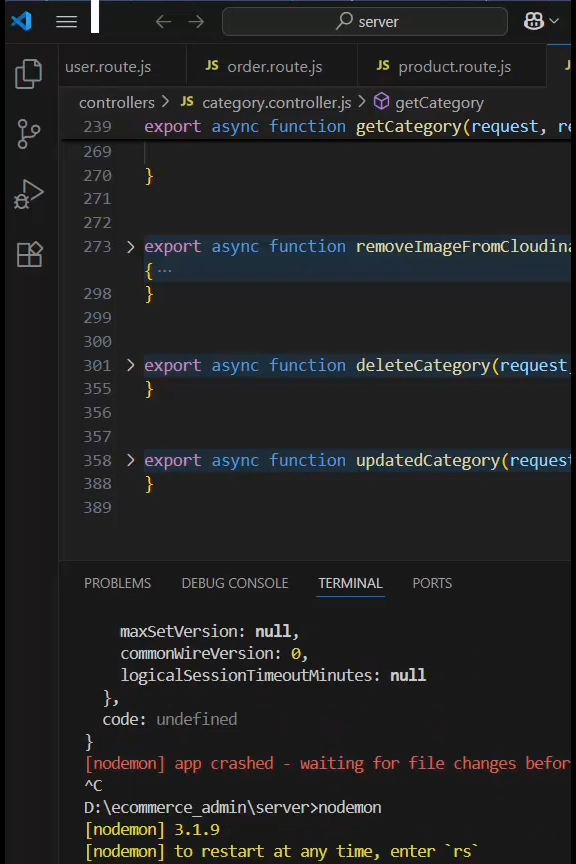 server
user.route.js JS order.route.js JS product.route.js
controllers > JS category.controller.js > getCategory
239 export async function getCategory(request, re
269
270 }
271
272
273 > export async function removeImageFromCloudina
{ ...
298 }
299
300
301 > export async function deleteCategory(request,
355 }
356
357
358 > export async function updatedCategory(request
388 }
389
PROBLEMS DEBUG CONSOLE TERMINAL PORTS
maxSetVersion: null,
commonWireVersion: 0,
logicalSessionTimeoutMinutes: null
},
code: undefined
}
[nodemon] app crashed - waiting for file changes befor
^C
D:\ecommerce_admin\server>nodemon
[nodemon] 3.1.9
[nodemon] to restart at any time, enter `rs`